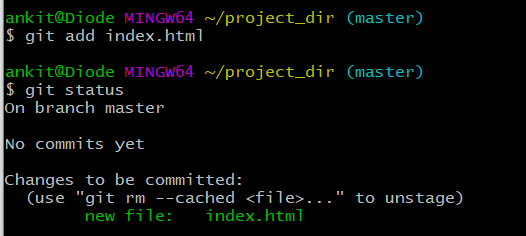 ankit@Diode MINGW64 ~/project_dir (master)
$ git add index.html
ankit@Diode MINGW64 ~/project_dir (master)
$ git status
On branch master
No commits yet
Changes to be committed:
  (use "git rm --cached <file>..." to unstage)
        new file:   index.html